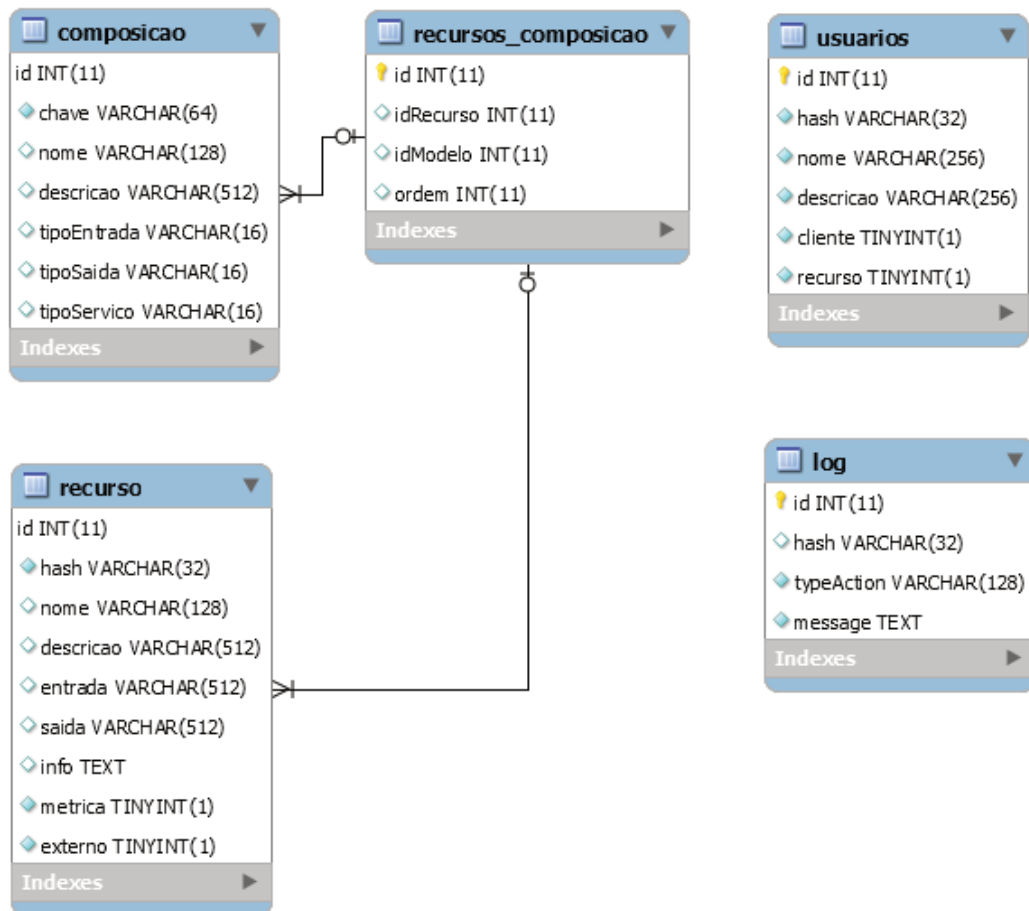 composicao
id INT(11)
chave VARCHAR(64)
nome VARCHAR(128)
descricao VARCHAR(512)
tipoEntrada VARCHAR(16)
tipoSaida VARCHAR(16)
tipoServico VARCHAR(16)
Indexes
recursos_composicao
id INT(11)
idRecurso INT(11)
idModelo INT(11)
ordem INT(11)
Indexes
usuarios
id INT(11)
hash VARCHAR(32)
nome VARCHAR(256)
descricao VARCHAR(256)
cliente TINYINT(1)
recurso TINYINT(1)
Indexes
recurso
id INT(11)
hash VARCHAR(32)
nome VARCHAR(128)
descricao VARCHAR(512)
entrada VARCHAR(512)
saida VARCHAR(512)
info TEXT
metrica TINYINT(1)
externo TINYINT(1)
Indexes
log
id INT(11)
hash VARCHAR(32)
typeAction VARCHAR(128)
message TEXT
Indexes